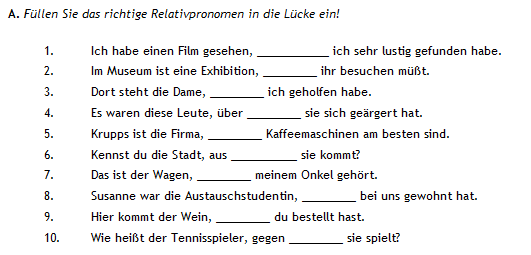 A. Füllen Sie das richtige Relativpronomen in die Lücke ein!
1. Ich habe einen Film gesehen, ___________ ich sehr lustig gefunden habe.
2. Im Museum ist eine Exhibition, ________ ihr besuchen müßt.
3. Dort steht die Dame, ________ ich geholfen habe.
4. Es waren diese Leute, über ________ sie sich geärgert hat.
5. Krupps ist die Firma, ________ Kaffeemaschinen am besten sind.
6. Kennst du die Stadt, aus __________ sie kommt?
7. Das ist der Wagen, ________ meinem Onkel gehört.
8. Susanne war die Austauschstudentin, ________ bei uns gewohnt hat.
9. Hier kommt der Wein, ________ du bestellt hast.
10. Wie heißt der Tennisspieler, gegen ________ sie spielt?